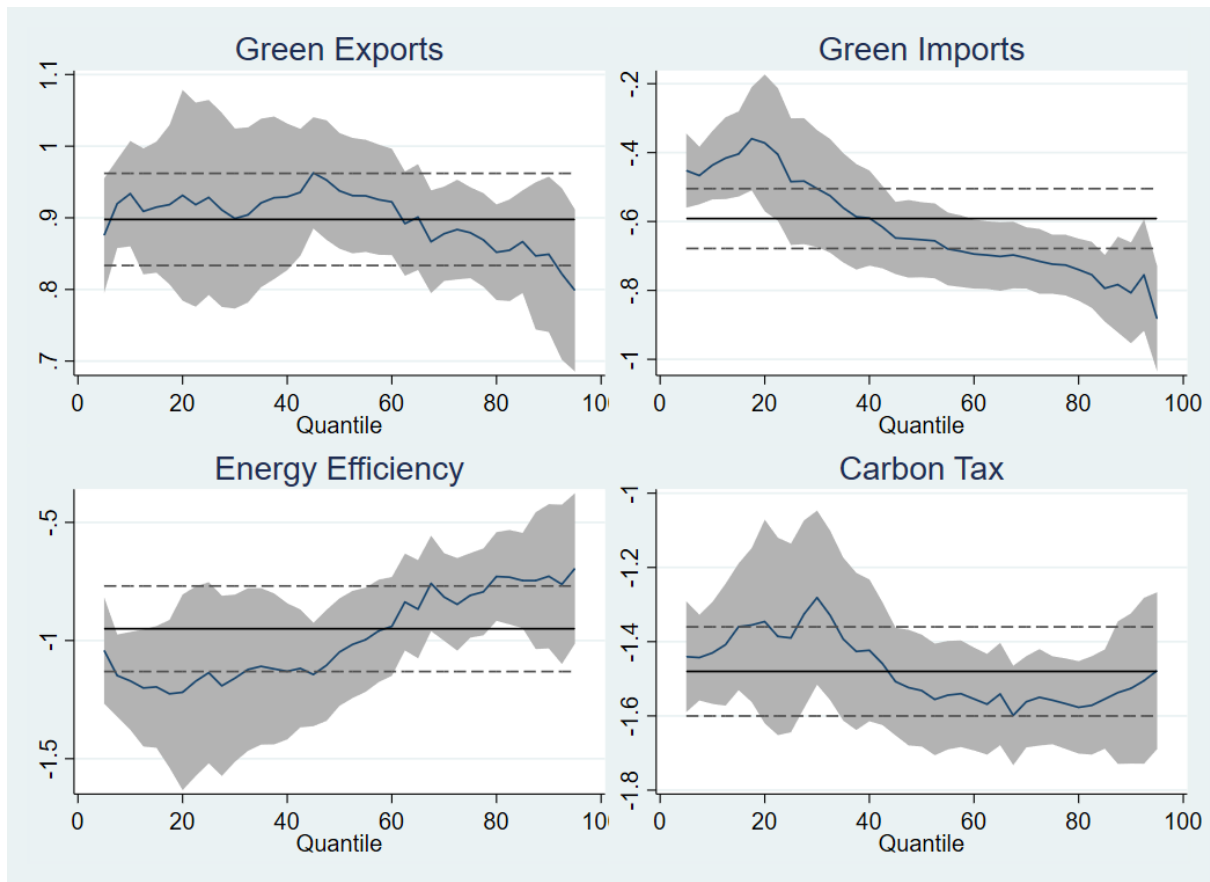 Green Exports
1.1
1
.9
.8
.7
0 20 40 60 80 10
Quantile
Green Imports
-.2
-.4
-.6
-.8
-1
0 20 40 60 80 100
Quantile
Energy Efficiency
-.5
-1
-1.5
0 20 40 60 80 10
Quantile
Carbon Tax
-1
-1.2
-1.4
-1.6
-1.8
0 20 40 60 80 100
Quantile